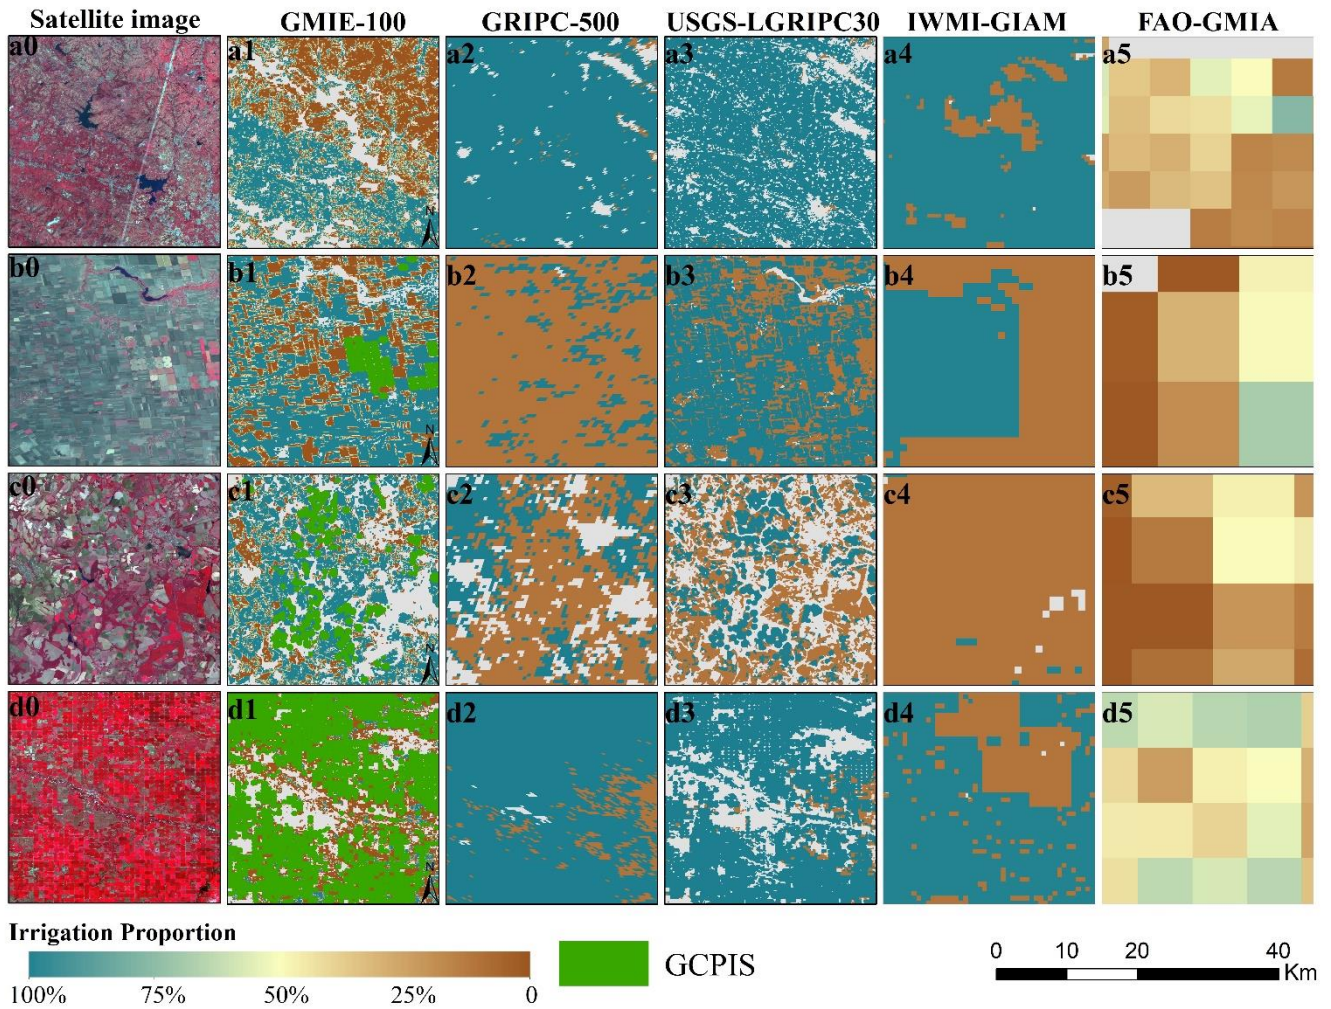 Satellite image GMIE-100 GRIPC-500 USGS-LGRIPC30 IWMI-GIAM FAO-GMIA
a0 a1 a2 a3 a4 a5
N
b0 b1 b2 b3 b4 b5
N
c0 c1 c2 c3 c4 c5
N
d0 d1 d2 d3 d4 d5
N
Irrigation Proportion
100% 75% 50% 25% 0
GCPIS
0 10 20 40
Km